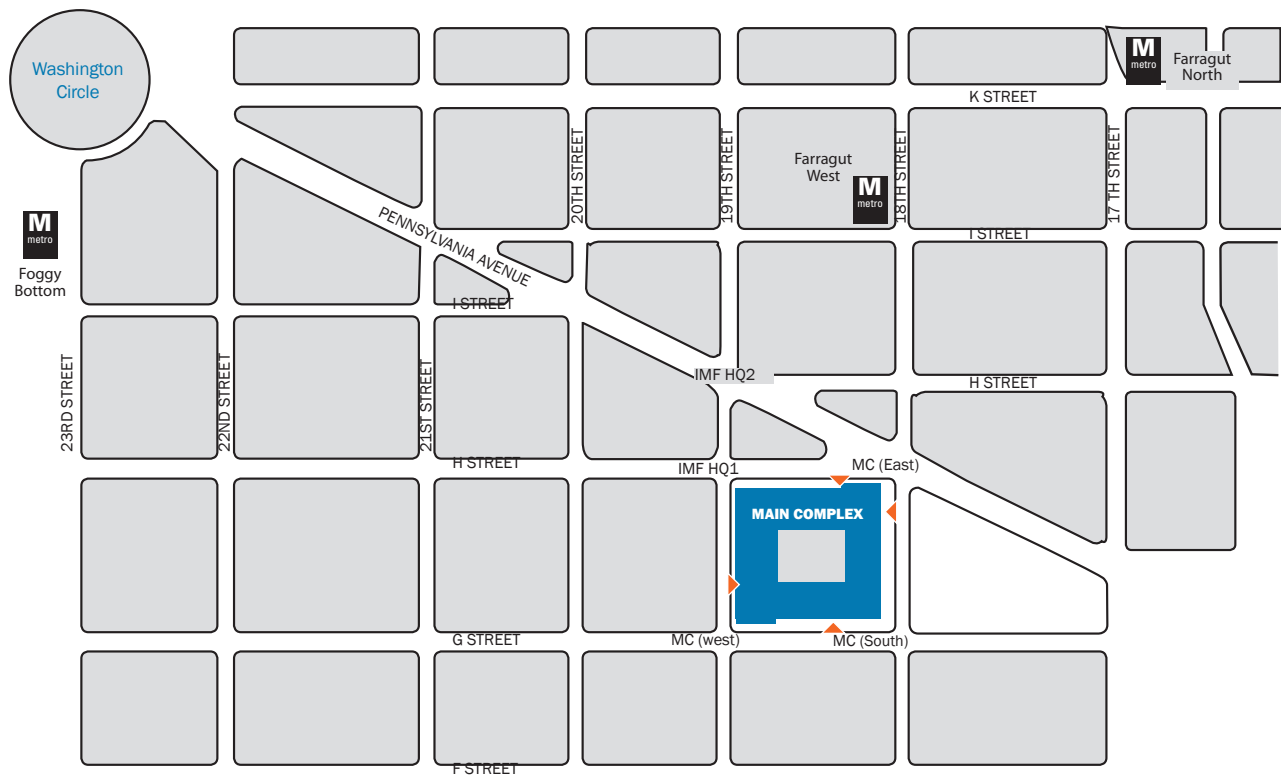 Washington
Circle
M
metro
Farragut
North
K STREET
20TH STREET
19TH STREET
Farragut
West
M
metro
18TH STREET
17 TH STREET
M
metro
Foggy
Bottom
PENNSYLVANIA AVENUE
I STREET
I STREET
23RD STREET
22ND STREET
21ST STREET
IMF HQ2
H STREET
H STREET
IMF HQ1
MC (East)
MAIN COMPLEX
G STREET
MC (west)
MC (South)
F STREET